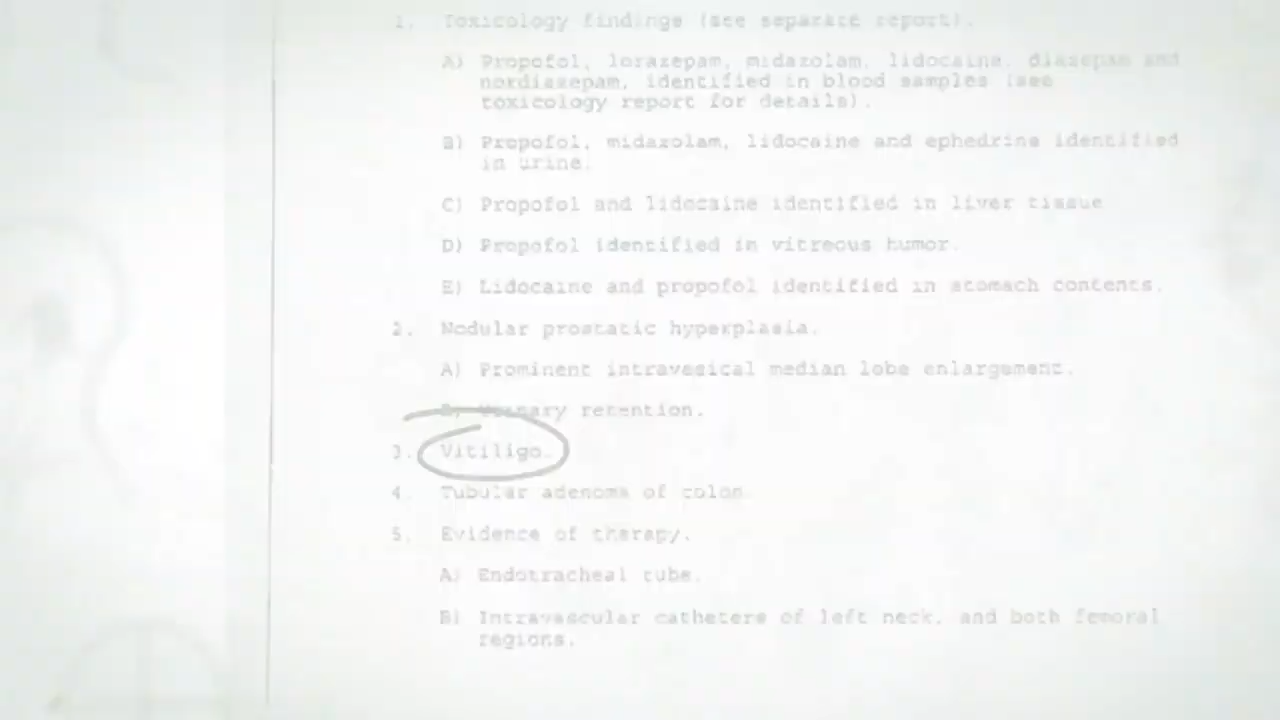 1. Toxicology findings (see separate report).
A) Propofol, lorazepam, midazolam, lidocaine, diazepam and
nordiazepam, identified in blood samples (see
toxicology report for details).
B) Propofol, midazolam, lidocaine and ephedrine identified
in urine.
C) Propofol and lidocaine identified in liver tissue
D) Propofol identified in vitreous humor.
E) Lidocaine and propofol identified in stomach contents.
2. Nodular prostatic hyperplasia.
A) Prominent intravesical median lobe enlargement.
B) Urinary retention.
3. Vitiligo.
4. Tubular adenoma of colon.
5. Evidence of therapy.
A) Endotracheal tube.
B) Intravascular catheters of left neck, and both femoral
regions.